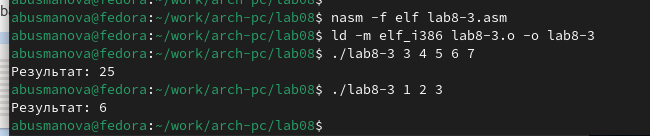 abusmanova@fedora:~/work/arch-pc/lab08$ nasm -f elf lab8-3.asm
abusmanova@fedora:~/work/arch-pc/lab08$ ld -m elf_i386 lab8-3.o -o lab8-3
abusmanova@fedora:~/work/arch-pc/lab08$ ./lab8-3 3 4 5 6 7
Результат: 25
abusmanova@fedora:~/work/arch-pc/lab08$ ./lab8-3 1 2 3
Результат: 6
abusmanova@fedora:~/work/arch-pc/lab08$